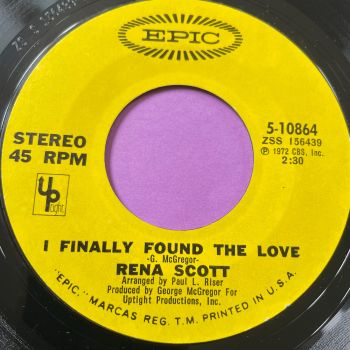 EPIC
STEREO
45 RPM
5-10864
ZSS 156439
Ⓟ 1972 CBS, Inc.
2:30
UPtight
I FINALLY FOUND THE LOVE
-G. McGregor-
RENA SCOTT
Arranged by Paul L. Riser
Produced by George McGregor For
Uptight Productions, Inc.
"EPIC," MARCAS REG. T.M. PRINTED IN U.S.A.